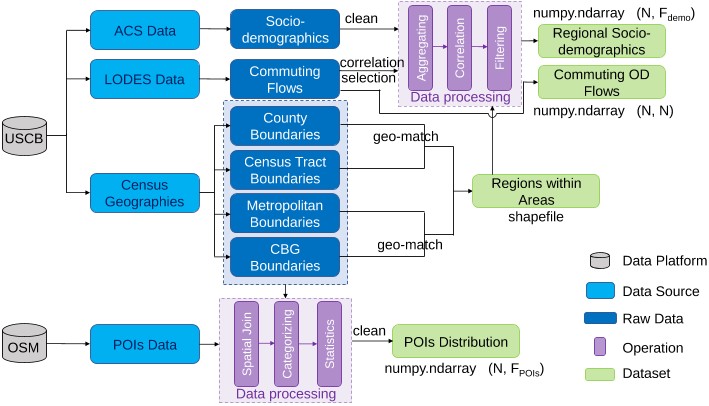 USCB
ACS Data
LODES Data
Census
Geographies
Socio-
demographics
clean
Commuting
Flows
correlation
selection
Aggregating
Correlation
Filtering
Data processing
numpy.ndarray (N, F_demo)
Regional Socio-
demographics
Commuting OD
Flows
numpy.ndarray (N, N)
County
Boundaries
Census Tract
Boundaries
Metropolitan
Boundaries
CBG
Boundaries
geo-match
geo-match
Regions within
Areas
shapefile
OSM
POIs Data
Spatial Join
Categorizing
Statistics
Data processing
clean
POIs Distribution
numpy.ndarray (N, F_POIs)
Data Platform
Data Source
Raw Data
Operation
Dataset